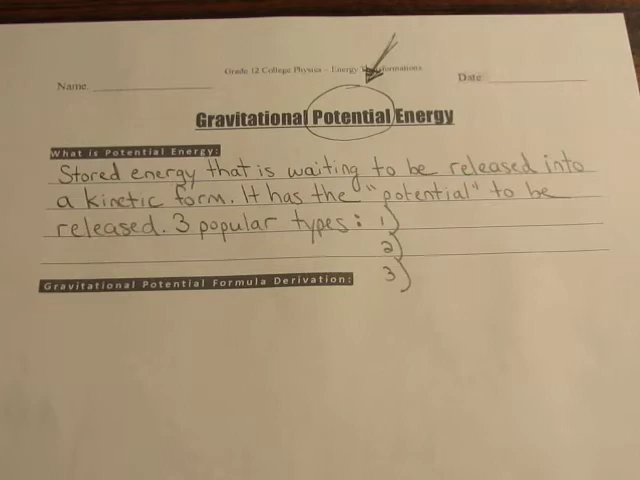 Grade 12 College Physics – Energy Transformations
Name: Date:
Gravitational Potential Energy
What is Potential Energy:
Stored energy that is waiting to be released into
a kinetic form. It has the "potential" to be
released. 3 popular types: 1)
2)
3)
Gravitational Potential Formula Derivation: